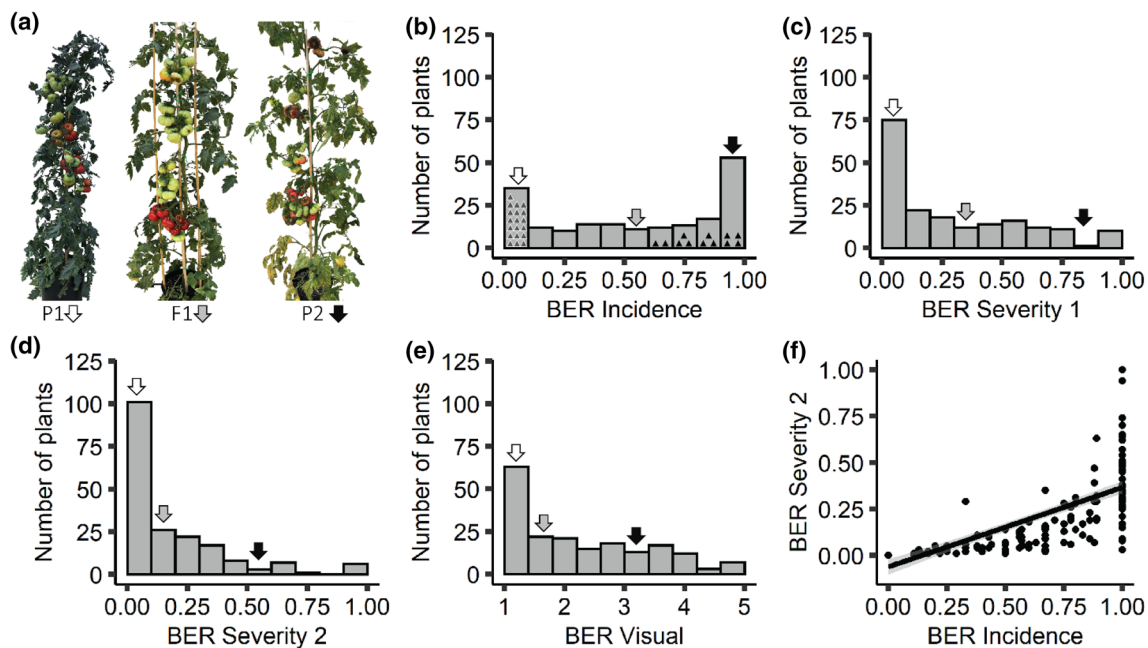 (a)
P1
F1
P2
(b)
Number of plants
125
100
75
50
25
0
0.00 0.25 0.50 0.75 1.00
BER Incidence
(c)
Number of plants
125
100
75
50
25
0
0.00 0.25 0.50 0.75 1.00
BER Severity 1
(d)
Number of plants
125
100
75
50
25
0
0.00 0.25 0.50 0.75 1.00
BER Severity 2
(e)
Number of plants
125
100
75
50
25
0
1 2 3 4 5
BER Visual
(f)
BER Severity 2
1.00
0.75
0.50
0.25
0.00
0.00 0.25 0.50 0.75 1.00
BER Incidence